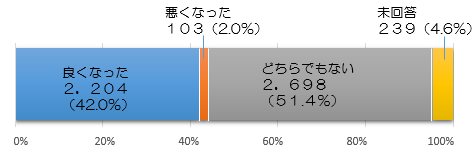 悪くなった
１０３（2.0%）
未回答
２３９（4.6%）
良くなった
２．２０４
（42.0%）
どちらでもない
２．６９８
（51.4%）
0% 20% 40% 60% 80% 100%